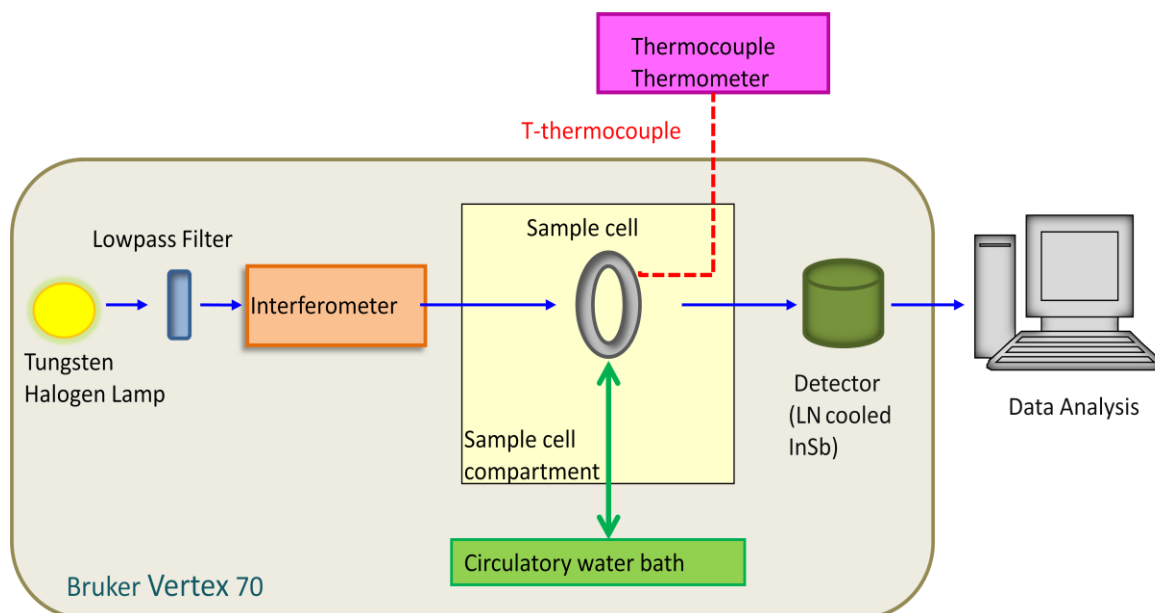 Thermocouple
Thermometer
T-thermocouple
Sample cell
Lowpass Filter
Interferometer
Tungsten
Halogen Lamp
Detector
(LN cooled
InSb)
Data Analysis
Sample cell
compartment
Circulatory water bath
Bruker Vertex 70